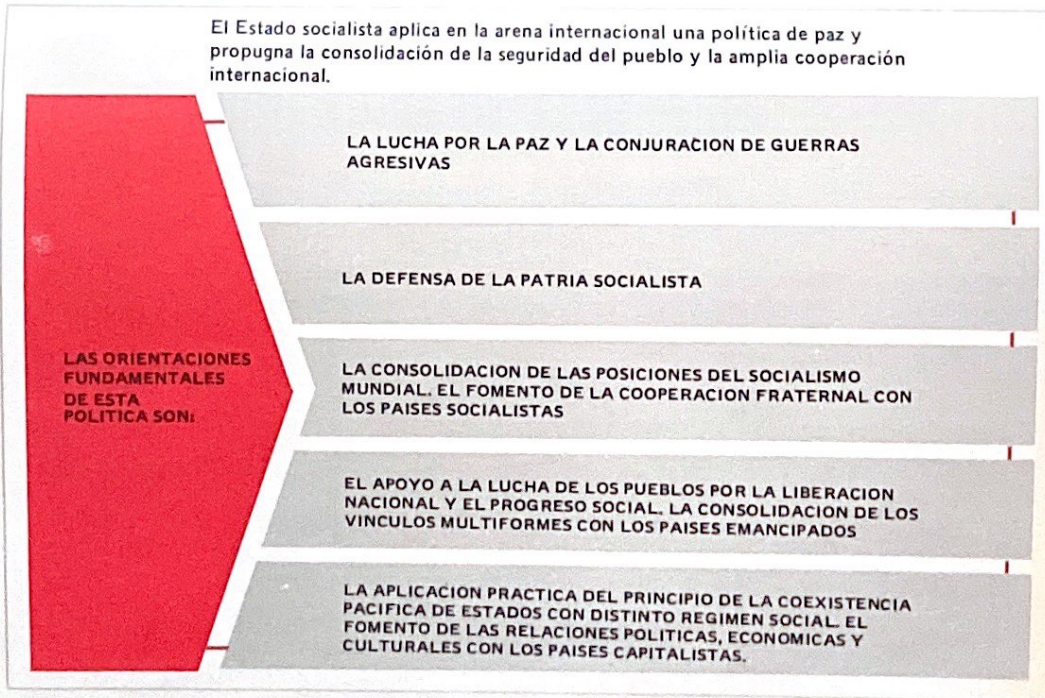 El Estado socialista aplica en la arena internacional una política de paz y
propugna la consolidación de la seguridad del pueblo y la amplia cooperación
internacional.
LAS ORIENTACIONES
FUNDAMENTALES
DE ESTA
POLITICA SON:
LA LUCHA POR LA PAZ Y LA CONJURACION DE GUERRAS
AGRESIVAS
LA DEFENSA DE LA PATRIA SOCIALISTA
LA CONSOLIDACION DE LAS POSICIONES DEL SOCIALISMO
MUNDIAL. EL FOMENTO DE LA COOPERACION FRATERNAL CON
LOS PAISES SOCIALISTAS
EL APOYO A LA LUCHA DE LOS PUEBLOS POR LA LIBERACION
NACIONAL Y EL PROGRESO SOCIAL. LA CONSOLIDACION DE LOS
VINCULOS MULTIFORMES CON LOS PAISES EMANCIPADOS
LA APLICACION PRACTICA DEL PRINCIPIO DE LA COEXISTENCIA
PACIFICA DE ESTADOS CON DISTINTO REGIMEN SOCIAL. EL
FOMENTO DE LAS RELACIONES POLITICAS, ECONOMICAS Y
CULTURALES CON LOS PAISES CAPITALISTAS.